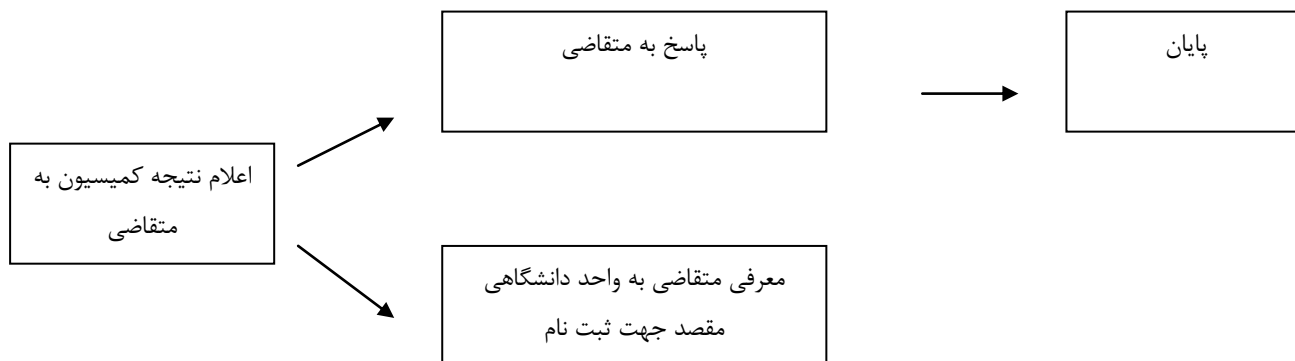 پاسخ به متقاضی
پایان
اعلام نتیجه کمیسیون به
متقاضی
معرفی متقاضی به واحد دانشگاهی
مقصد جهت ثبت نام